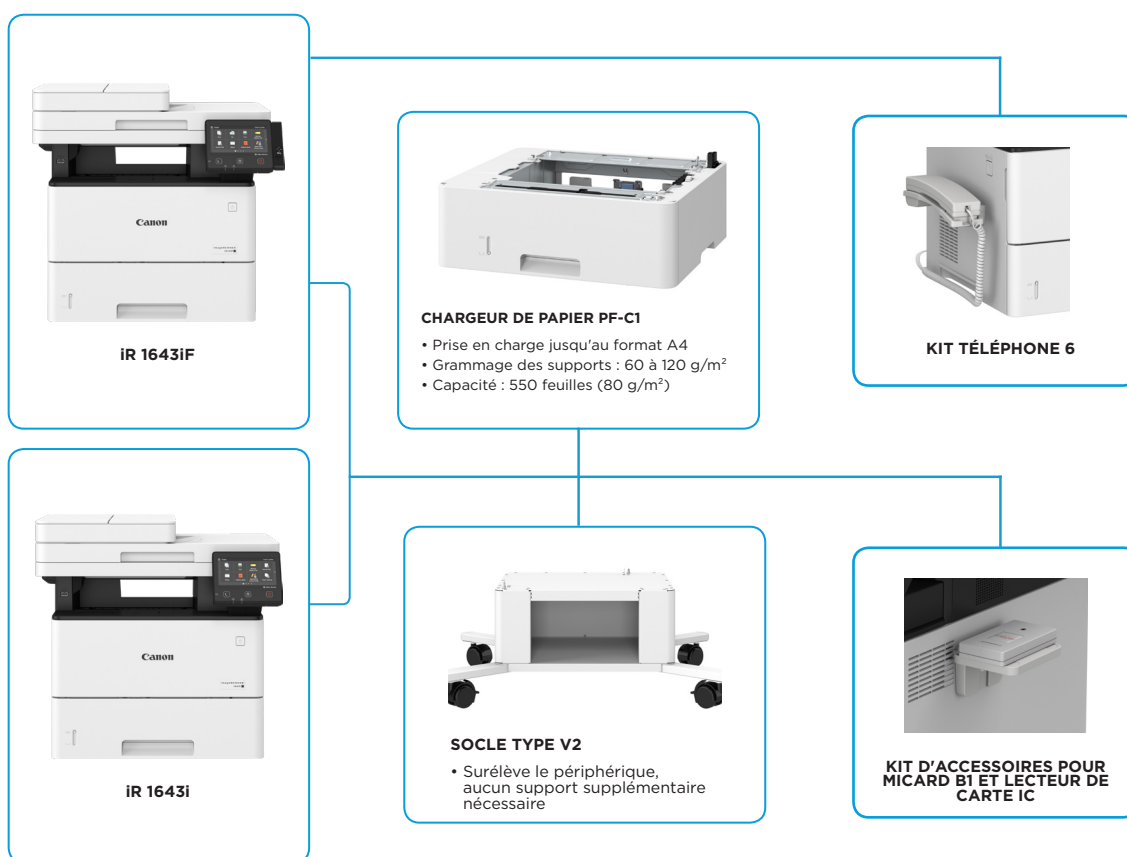 Canon
iR 1643iF
CHARGEUR DE PAPIER PF-C1
• Prise en charge jusqu'au format A4
• Grammage des supports : 60 à 120 g/m²
• Capacité : 550 feuilles (80 g/m²)
KIT TÉLÉPHONE 6
Canon
iR 1643i
SOCLE TYPE V2
• Surélève le périphérique,
aucun support supplémentaire
nécessaire
KIT D'ACCESSOIRES POUR
MICARD B1 ET LECTEUR DE
CARTE IC